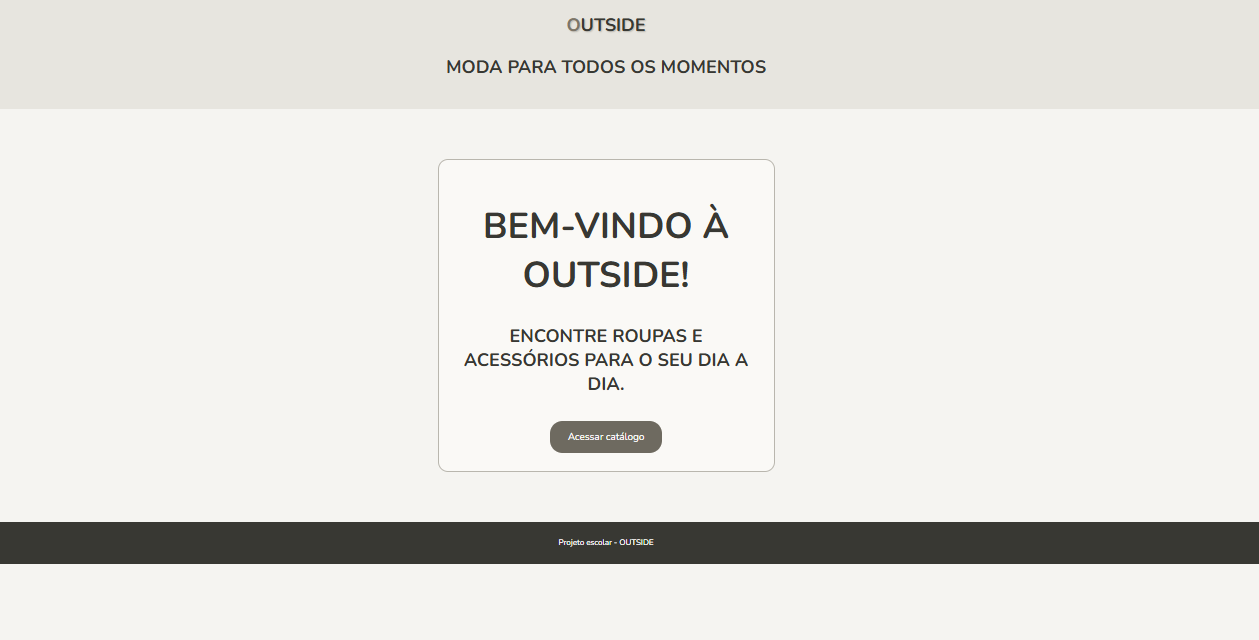 OUTSIDE
MODA PARA TODOS OS MOMENTOS
BEM-VINDO À
OUTSIDE!
ENCONTRE ROUPAS E
ACESSÓRIOS PARA O SEU DIA A
DIA.
Acessar catálogo
Projeto escolar - OUTSIDE